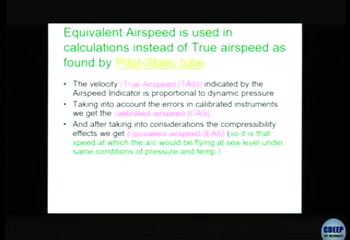 Equivalent Airspeed is used in
calculations instead of True airspeed as
found by Pitot-Static tube
• The velocity (True Airspeed (TAS)) indicated by the
Airspeed Indicator is proportional to dynamic pressure
• Taking into account the errors in calibrated instruments
we get the calibrated airspeed (CAS)
• And after taking into considerations the compressibility
effects we get Equivalent airspeed (EAS) (so it is that
speed at which the a/c would be flying at sea level under
same conditions of pressure and temp.)
CDEEP
IIT BOMBAY